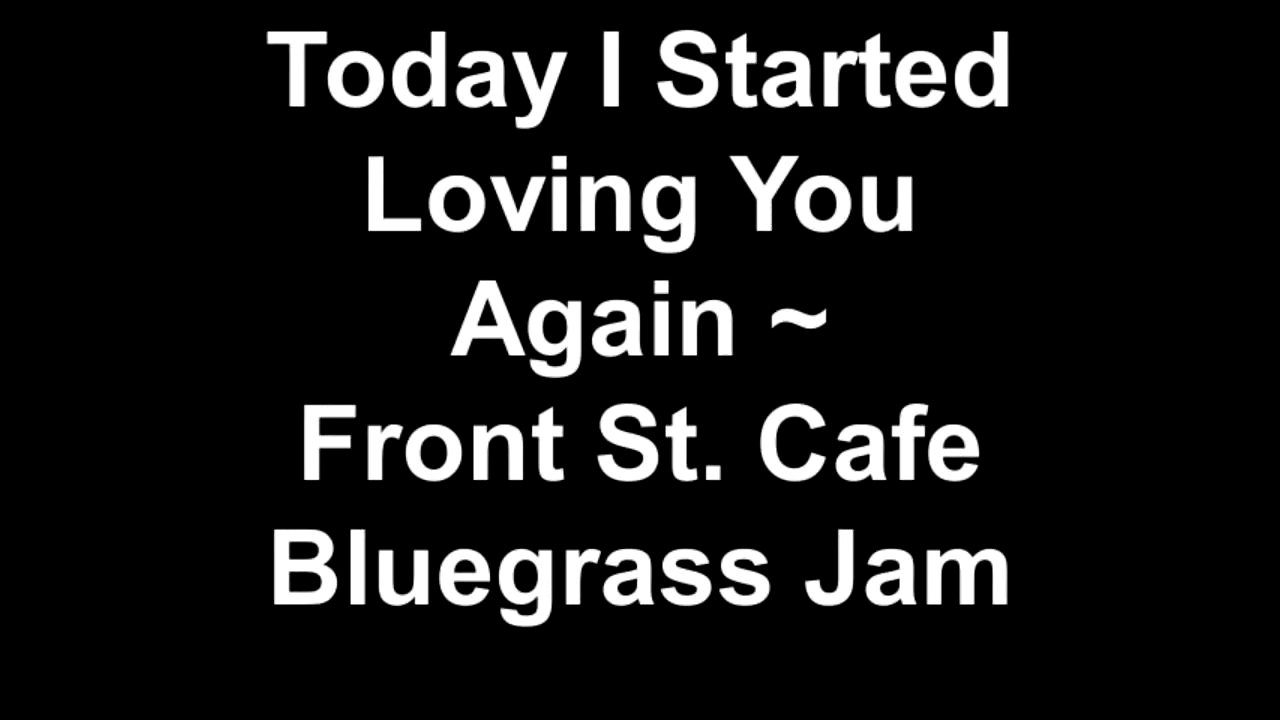 Today I Started
Loving You
Again ~
Front St. Cafe
Bluegrass Jam